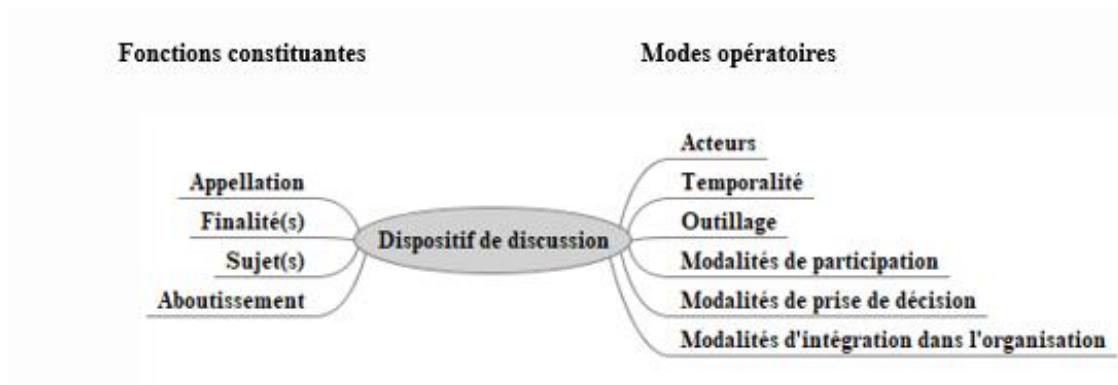 Fonctions constituantes
Modes opératoires
Appellation
Finalité(s)
Sujet(s)
Aboutissement
Dispositif de discussion
Acteurs
Temporalité
Outillage
Modalités de participation
Modalités de prise de décision
Modalités d'intégration dans l'organisation